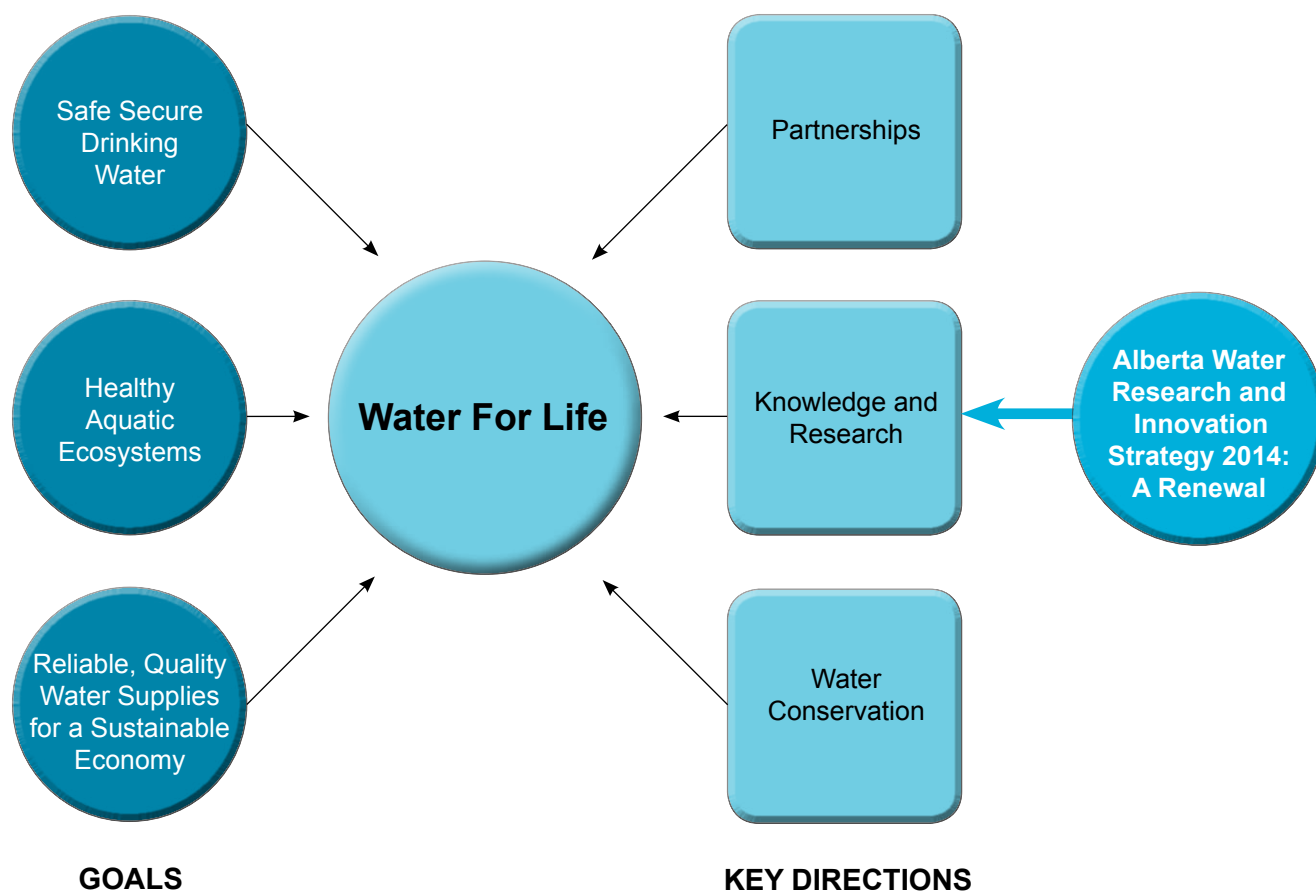 Safe Secure
Drinking
Water
Healthy
Aquatic
Ecosystems
Reliable, Quality
Water Supplies
for a Sustainable
Economy
GOALS
Water For Life
Partnerships
Knowledge and
Research
Water
Conservation
KEY DIRECTIONS
Alberta Water
Research and
Innovation
Strategy 2014:
A Renewal